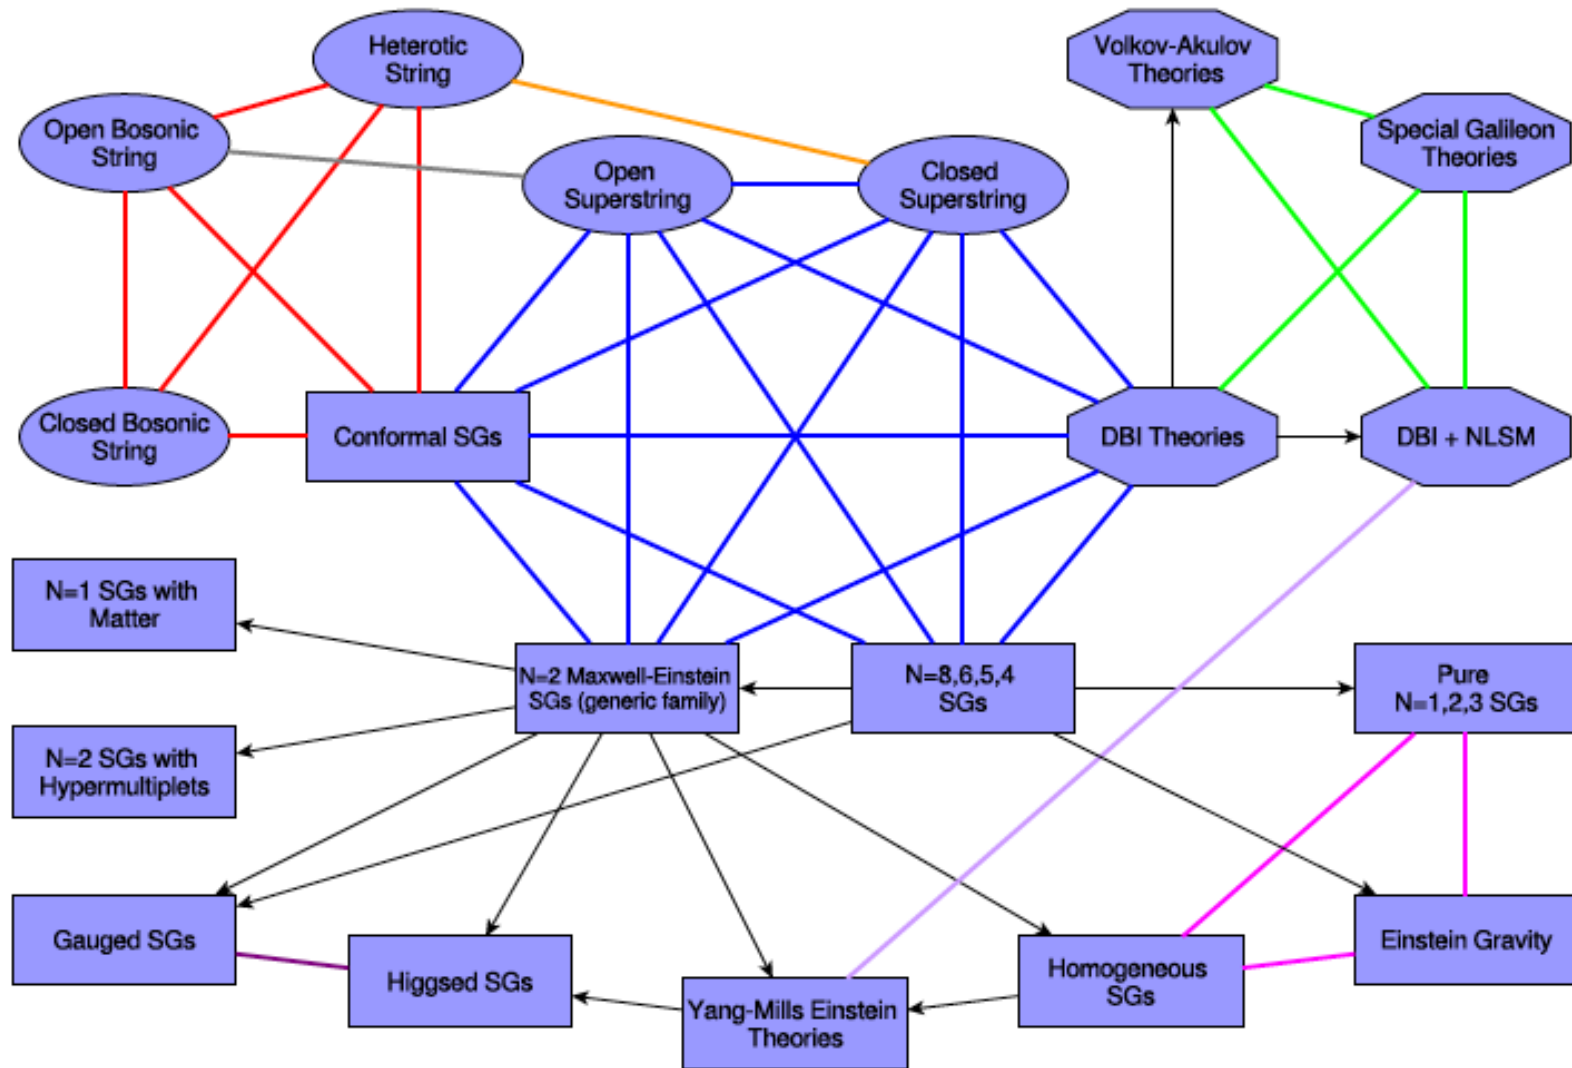 Heterotic
String
Volkov-Akulov
Theories
Open Bosonic
String
Special Galileon
Theories
Open
Superstring
Closed
Superstring
Closed Bosonic
String
Conformal SGs
DBI Theories
DBI + NLSM
N=1 SGs with
Matter
N=2 Maxwell-Einstein
SGs (generic family)
N=8,6,5,4
SGs
Pure
N=1,2,3 SGs
N=2 SGs with
Hypermultiplets
Gauged SGs
Higgsed SGs
Yang-Mills Einstein
Theories
Homogeneous
SGs
Einstein Gravity